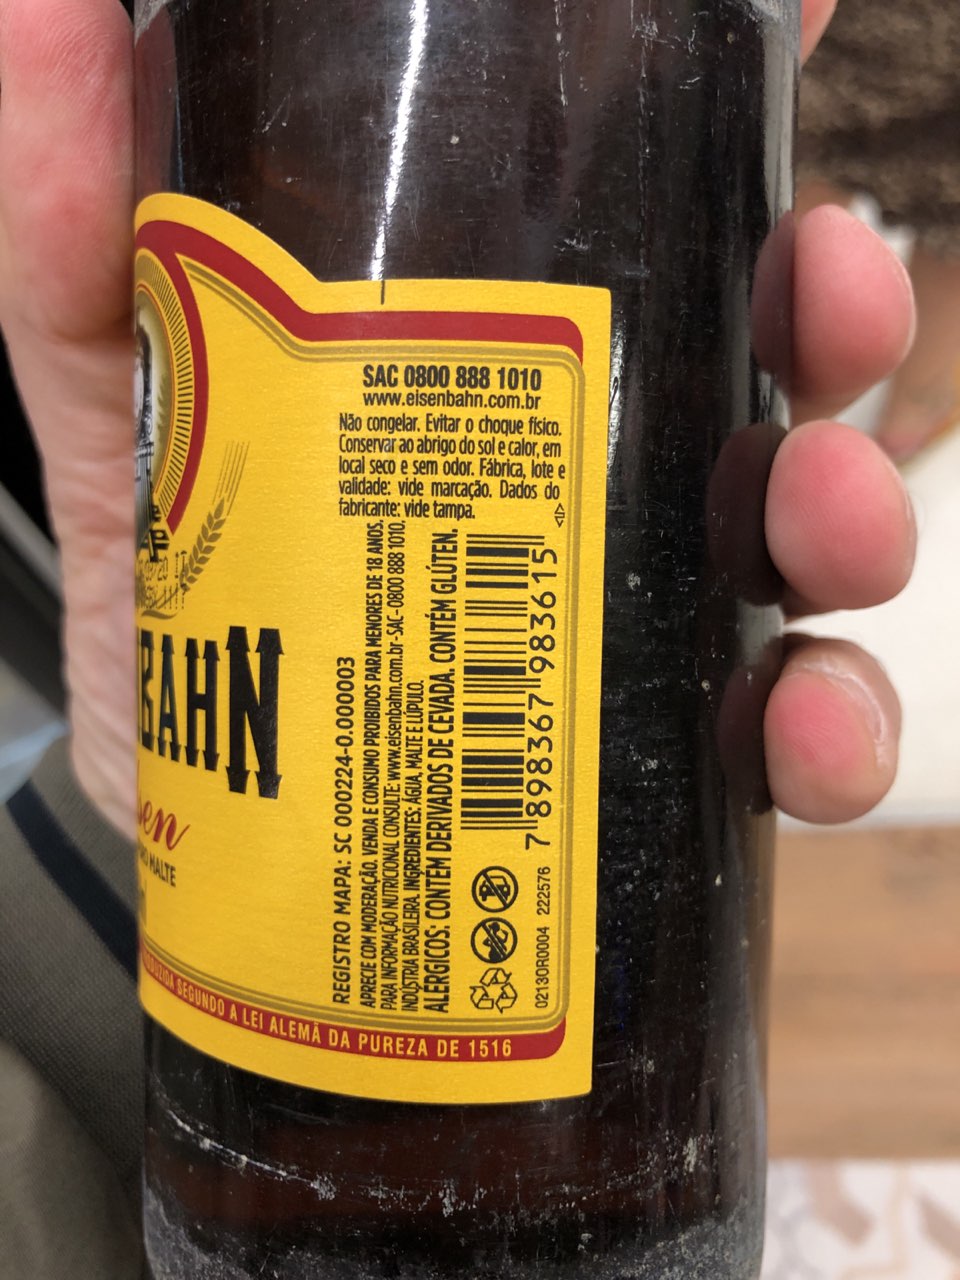 SAC 0800 888 1010
www.eisenbahn.com.br
Não congelar. Evitar o choque físico.
Conservar ao abrigo do sol e calor, em
local seco e sem odor. Fábrica, lote e
validade: vide marcação. Dados do
fabricante: vide tampa.
REGISTRO MAPA: SC 000224-0.000003
APRECIE COM MODERAÇÃO. VENDA E CONSUMO PROIBIDOS PARA MENORES DE 18 ANOS.
PARA INFORMAÇÃO NUTRICIONAL CONSULTE: www.eisenbahn.com.br - SAC - 0800 888 1010.
INDÚSTRIA BRASILEIRA. INGREDIENTES: ÁGUA, MALTE E LÚPULO.
ALÉRGICOS: CONTÉM DERIVADOS DE CEVADA. CONTÉM GLÚTEN.
7 898367 983615
02130R0004 222576
BAHN
sen
MALTE
SEGUNDO A LEI ALEMÃ DA PUREZA DE 1516